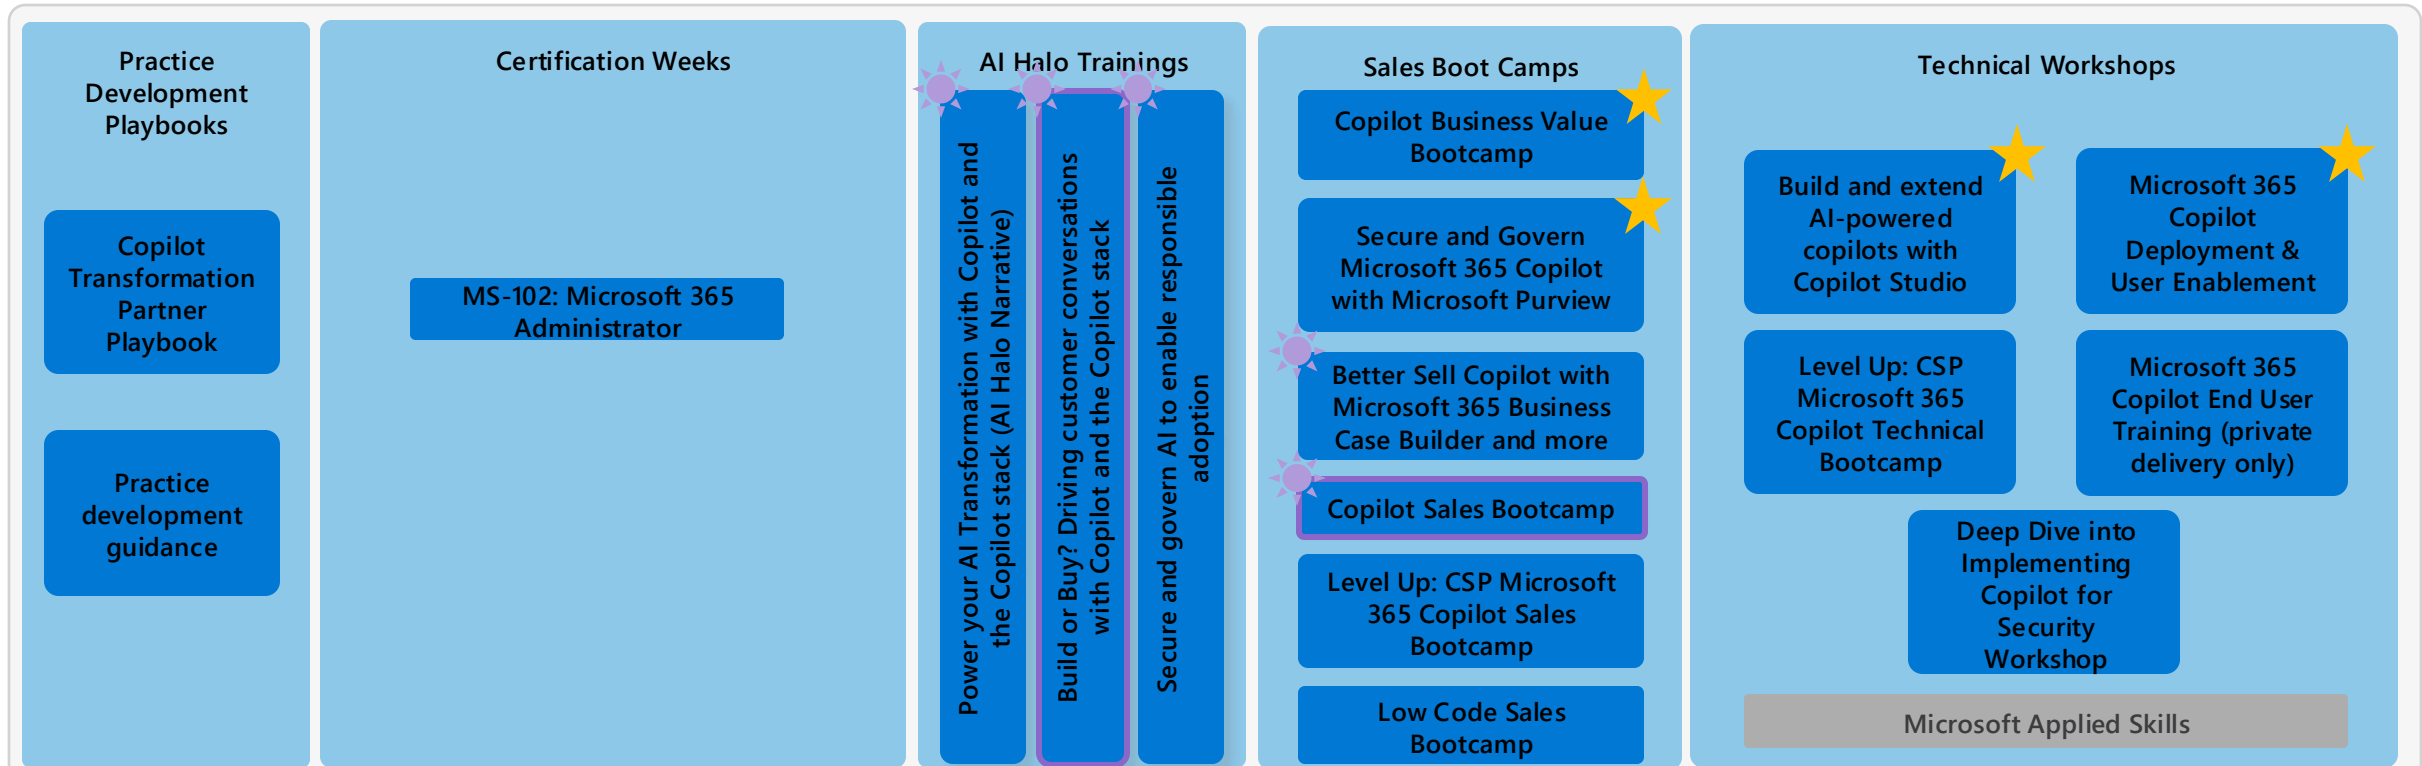 Practice
Development
Playbooks
Copilot
Transformation
Partner
Playbook
Practice
development
guidance
Certification Weeks
MS-102: Microsoft 365
Administrator
AI Halo Trainings
Power your AI Transformation with Copilot and
the Copilot stack (AI Halo Narrative)
Build or Buy? Driving customer conversations
with Copilot and the Copilot stack
Secure and govern AI to enable responsible
adoption
Sales Boot Camps
Copilot Business Value
Bootcamp
Secure and Govern
Microsoft 365 Copilot
with Microsoft Purview
Better Sell Copilot with
Microsoft 365 Business
Case Builder and more
Copilot Sales Bootcamp
Level Up: CSP Microsoft
365 Copilot Sales
Bootcamp
Low Code Sales
Bootcamp
Technical Workshops
Build and extend
AI-powered
copilots with
Copilot Studio
Microsoft 365
Copilot
Deployment &
User Enablement
Level Up: CSP
Microsoft 365
Copilot Technical
Bootcamp
Microsoft 365
Copilot End User
Training (private
delivery only)
Deep Dive into
Implementing
Copilot for
Security
Workshop
Microsoft Applied Skills